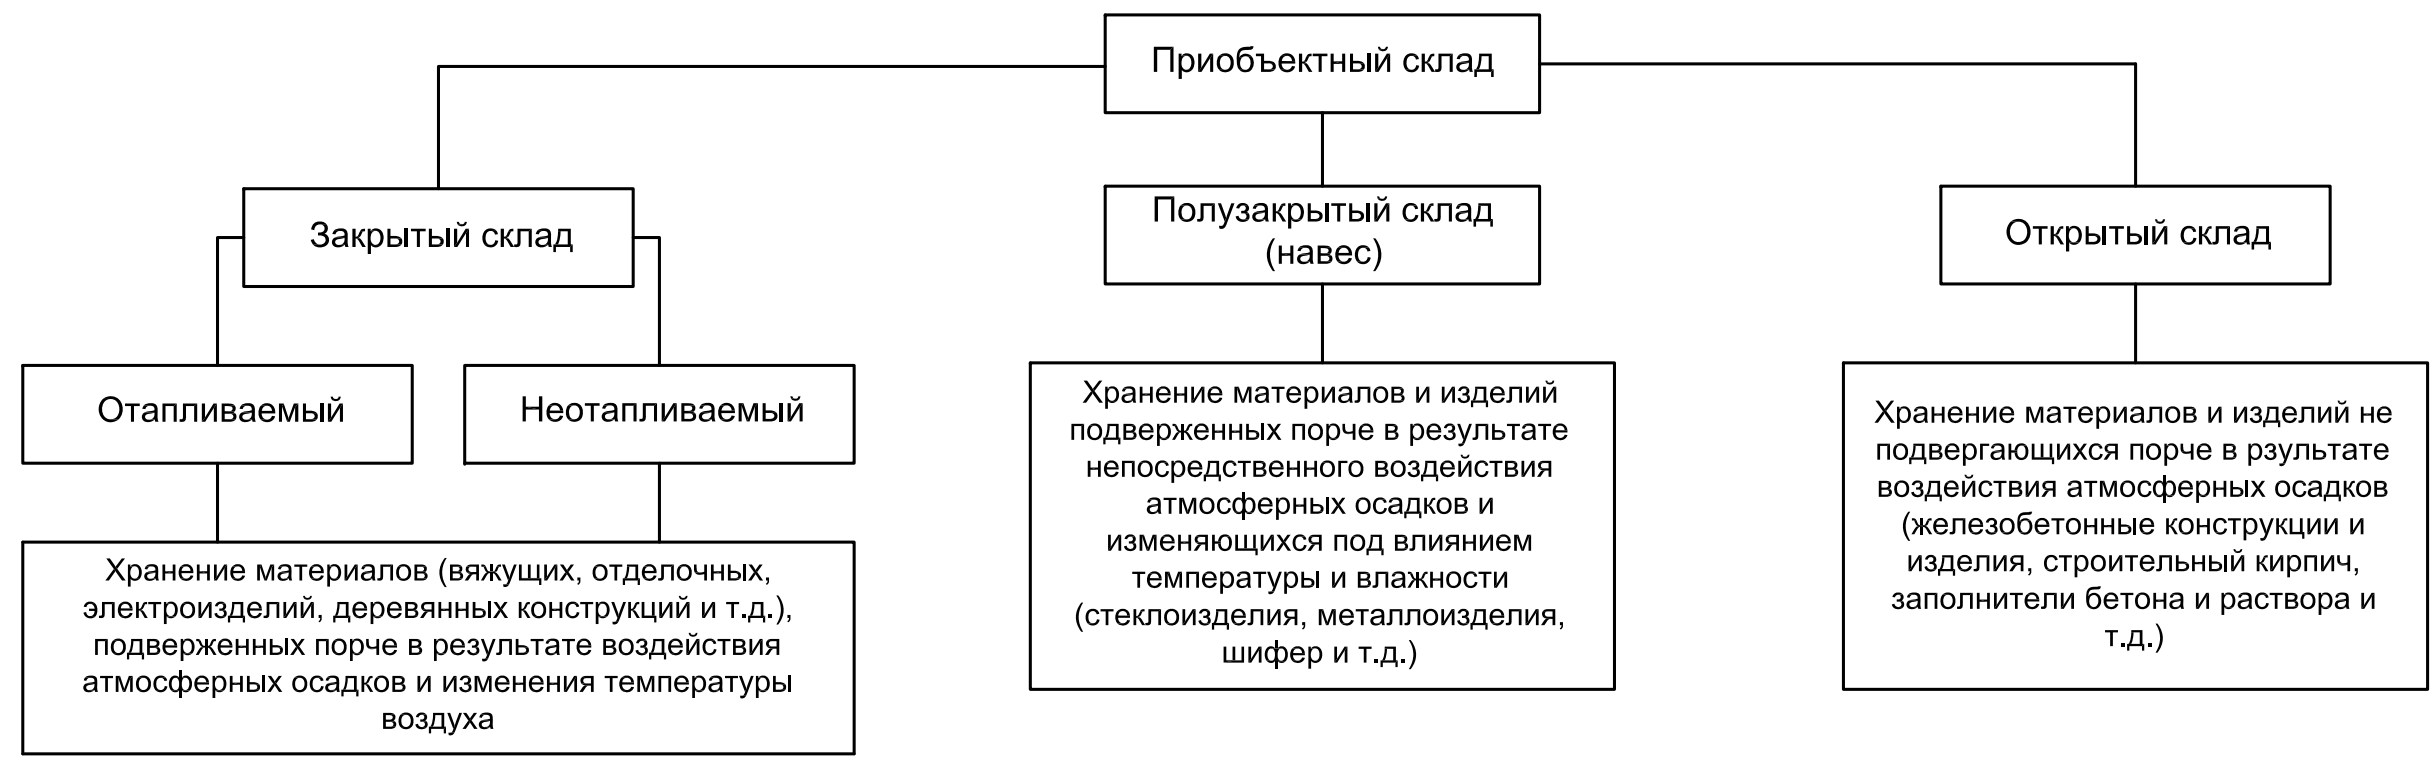 Приобъектный склад
Закрытый склад
Полузакрытый склад
(навес)
Открытый склад
Отапливаемый
Неотапливаемый
Хранение материалов (вяжущих, отделочных,
электроизделий, деревянных конструкций и т.д.),
подверженных порче в результате воздействия
атмосферных осадков и изменения температуры
воздуха
Хранение материалов и изделий
подверженных порче в результате
непосредственного воздействия
атмосферных осадков и
изменяющихся под влиянием
температуры и влажности
(стеклоизделия, металлоизделия,
шифер и т.д.)
Хранение материалов и изделий не
подвергающихся порче в рзультате
воздействия атмосферных осадков
(железобетонные конструкции и
изделия, строительный кирпич,
заполнители бетона и раствора и
т.д.)